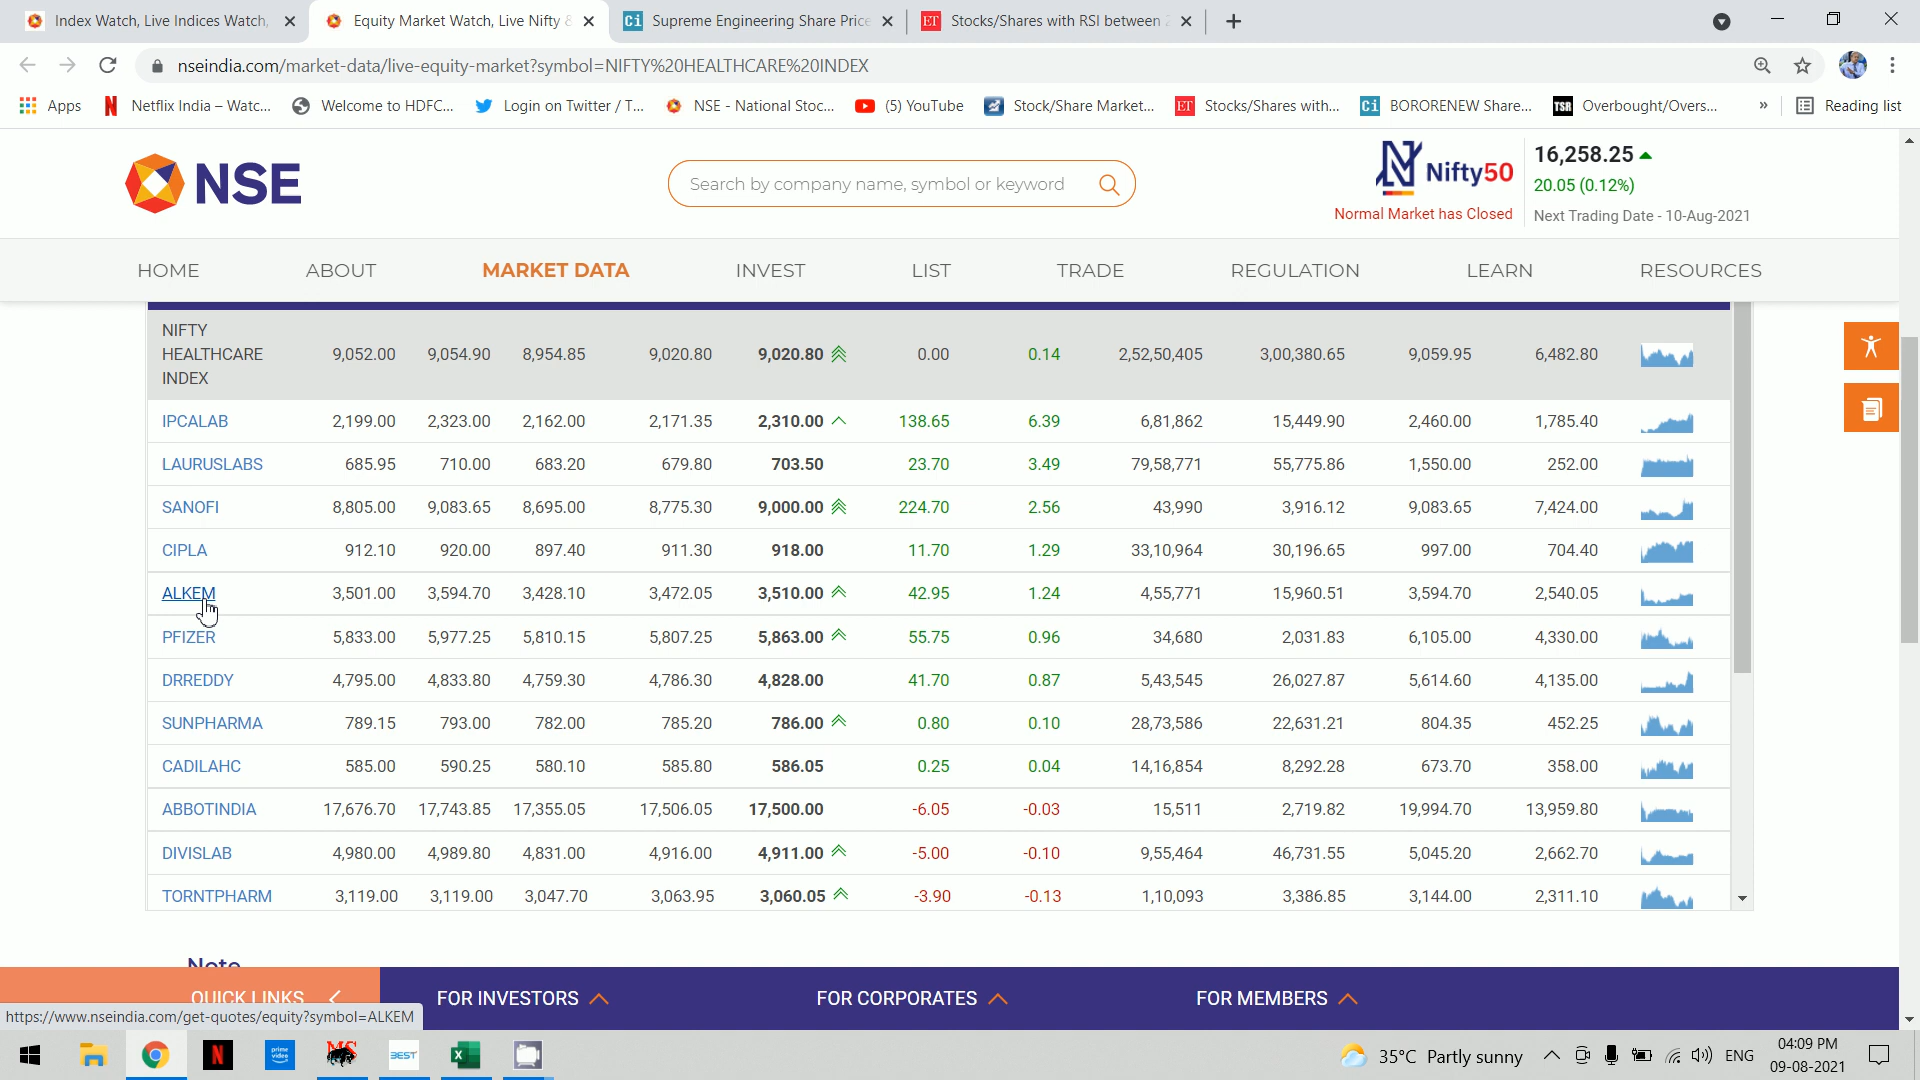 Index Watch, Live Indices Watch,
Equity Market Watch, Live Nifty &
Ci Supreme Engineering Share Price
ET Stocks/Shares with RSI between 2
nseindia.com/market-data/live-equity-market?symbol=NIFTY%20HEALTHCARE%20INDEX
Apps Netflix India – Watc... Welcome to HDFC... Login on Twitter / T... NSE - National Stoc... (5) YouTube Stock/Share Market... ET Stocks/Shares with... Ci BORORENEW Share... TSR Overbought/Overs... » Reading list
NSE
Search by company name, symbol or keyword
Nifty50
Normal Market has Closed
16,258.25
20.05 (0.12%)
Next Trading Date - 10-Aug-2021
HOME ABOUT MARKET DATA INVEST LIST TRADE REGULATION LEARN RESOURCES
NIFTY
HEALTHCARE 9,052.00 9,054.90 8,954.85 9,020.80 9,020.80 0.00 0.14 2,52,50,405 3,00,380.65 9,059.95 6,482.80
INDEX
IPCALAB 2,199.00 2,323.00 2,162.00 2,171.35 2,310.00 138.65 6.39 6,81,862 15,449.90 2,460.00 1,785.40
LAURUSLABS 685.95 710.00 683.20 679.80 703.50 23.70 3.49 79,58,771 55,775.86 1,550.00 252.00
SANOFI 8,805.00 9,083.65 8,695.00 8,775.30 9,000.00 224.70 2.56 43,990 3,916.12 9,083.65 7,424.00
CIPLA 912.10 920.00 897.40 911.30 918.00 11.70 1.29 33,10,964 30,196.65 997.00 704.40
ALKEM 3,501.00 3,594.70 3,428.10 3,472.05 3,510.00 42.95 1.24 4,55,771 15,960.51 3,594.70 2,540.05
PFIZER 5,833.00 5,977.25 5,810.15 5,807.25 5,863.00 55.75 0.96 34,680 2,031.83 6,105.00 4,330.00
DRREDDY 4,795.00 4,833.80 4,759.30 4,786.30 4,828.00 41.70 0.87 5,43,545 26,027.87 5,614.60 4,135.00
SUNPHARMA 789.15 793.00 782.00 785.20 786.00 0.80 0.10 28,73,586 22,631.21 804.35 452.25
CADILAHC 585.00 590.25 580.10 585.80 586.05 0.25 0.04 14,16,854 8,292.28 673.70 358.00
ABBOTINDIA 17,676.70 17,743.85 17,355.05 17,506.05 17,500.00 -6.05 -0.03 15,511 2,719.82 19,994.70 13,959.80
DIVISLAB 4,980.00 4,989.80 4,831.00 4,916.00 4,911.00 -5.00 -0.10 9,55,464 46,731.55 5,045.20 2,662.70
TORNTPHARM 3,119.00 3,119.00 3,047.70 3,063.95 3,060.05 -3.90 -0.13 1,10,093 3,386.85 3,144.00 2,311.10
Note
QUICK LINKS FOR INVESTORS FOR CORPORATES FOR MEMBERS
https://www.nseindia.com/get-quotes/equity?symbol=ALKEM
N prime video MS BEST X
35°C Partly sunny ENG
04:09 PM
09-08-2021